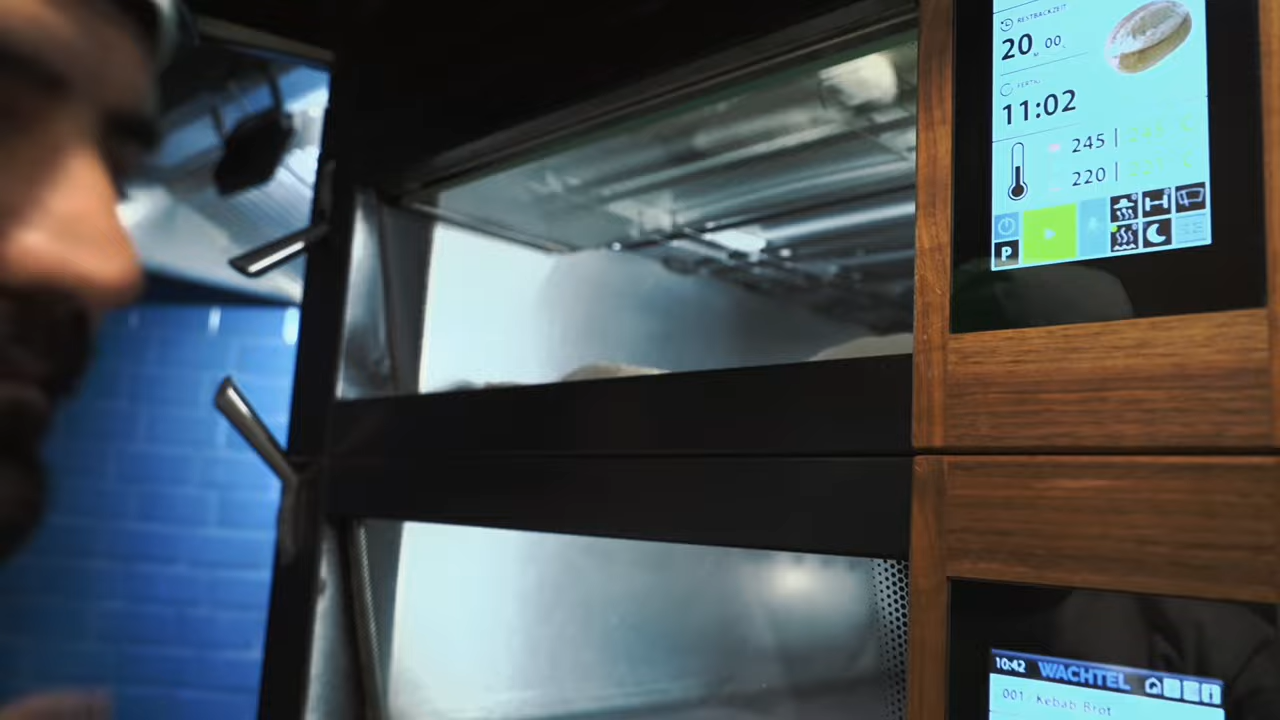 RESTBACKZEIT
20 M 00 S
FERTIG
11:02
245 |
220 |
P
10:42 WACHTEL
001: Kebab Brot